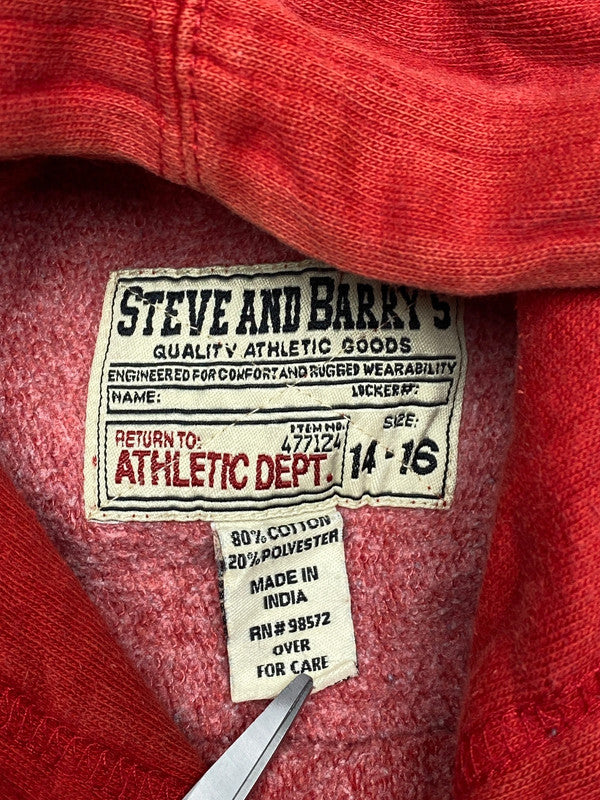 STEVE AND BARRY'S
QUALITY ATHLETIC GOODS
ENGINEERED FOR COMFORT AND RUGGED WEARABILITY
NAME: LOCKER#:
RETURN TO: ITEM NO. SIZE:
ATHLETIC DEPT. 477124 14-16
80% COTTON
20% POLYESTER
MADE IN
INDIA
RN# 98572
OVER
FOR CARE